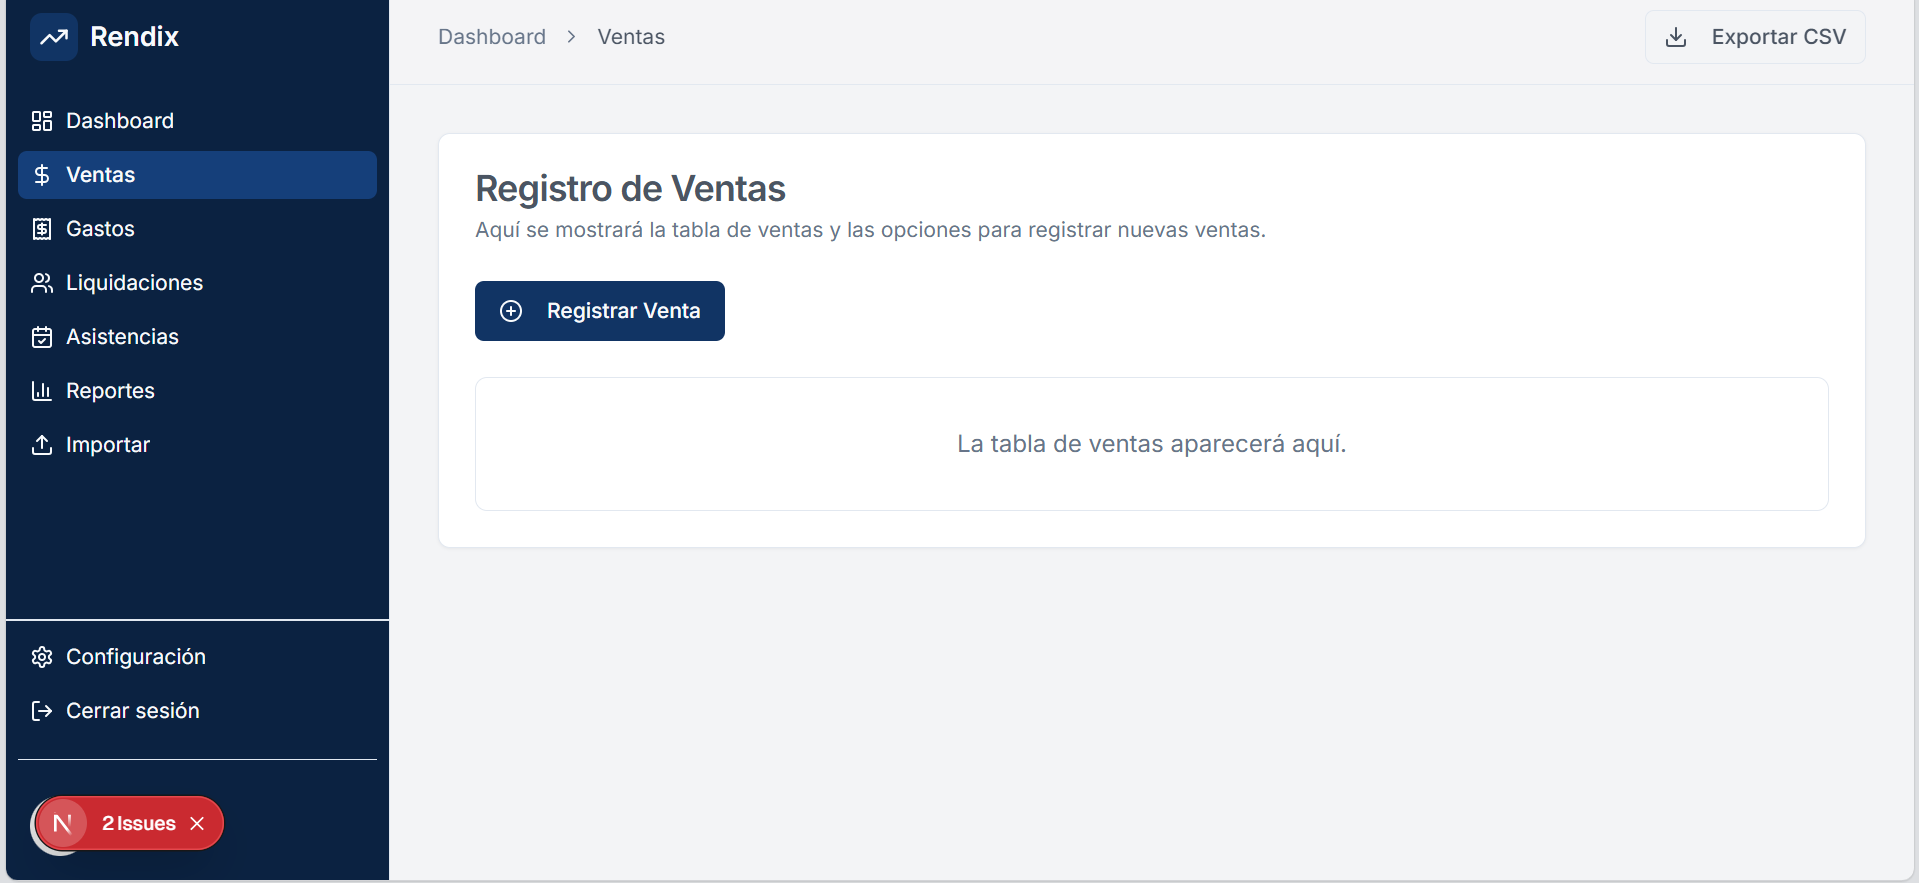 Rendix
Dashboard
Ventas
Gastos
Liquidaciones
Asistencias
Reportes
Importar
Configuración
Cerrar sesión
N 2 Issues
Dashboard > Ventas
Exportar CSV
Registro de Ventas
Aquí se mostrará la tabla de ventas y las opciones para registrar nuevas ventas.
Registrar Venta
La tabla de ventas aparecerá aquí.